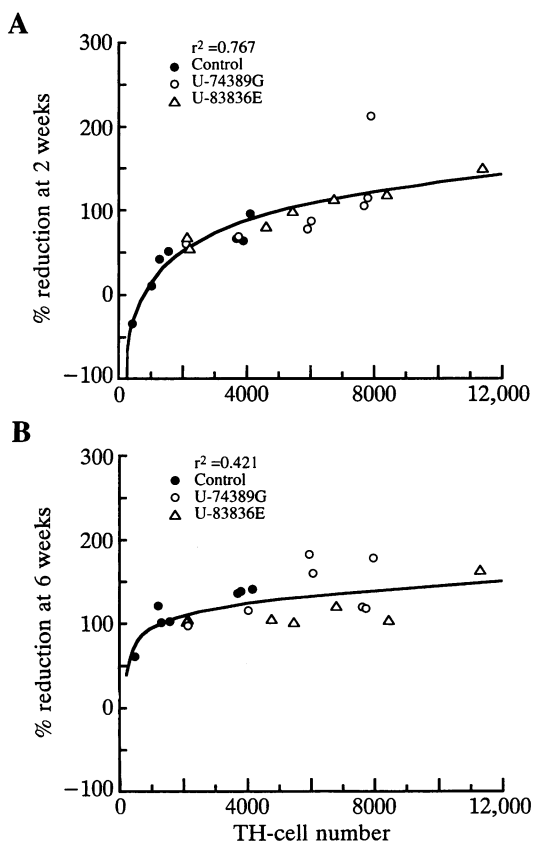 A
300
r² =0.767
Control
U-74389G
U-83836E
200
100
0
−100
% reduction at 2 weeks
0 4000 8000 12,000
B
300
r² =0.421
Control
U-74389G
U-83836E
200
100
0
−100
% reduction at 6 weeks
0 4000 8000 12,000
TH-cell number